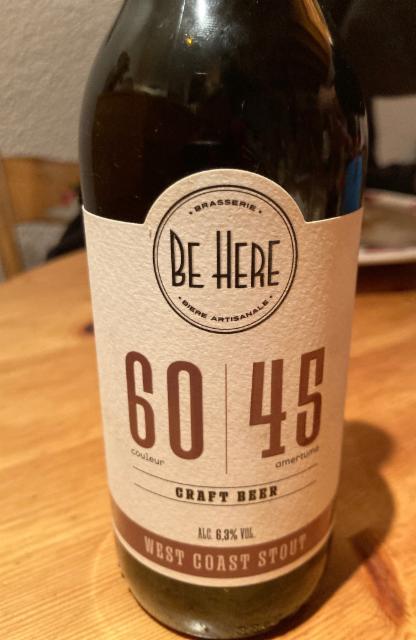 • BRASSERIE •
BE HERE
• BIERE ARTISANALE •
60 | 45
couleur amertume
CRAFT BEER
ALC. 6,3% VOL.
WEST COAST STOUT